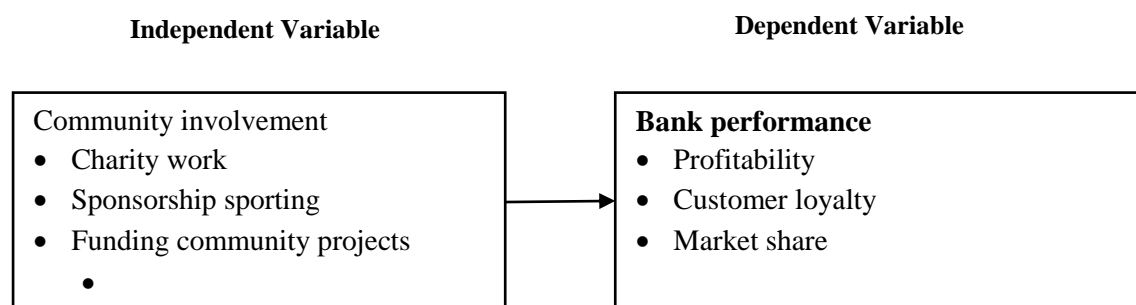 Independent Variable
Dependent Variable
Community involvement
• Charity work
• Sponsorship sporting
• Funding community projects
•
Bank performance
• Profitability
• Customer loyalty
• Market share